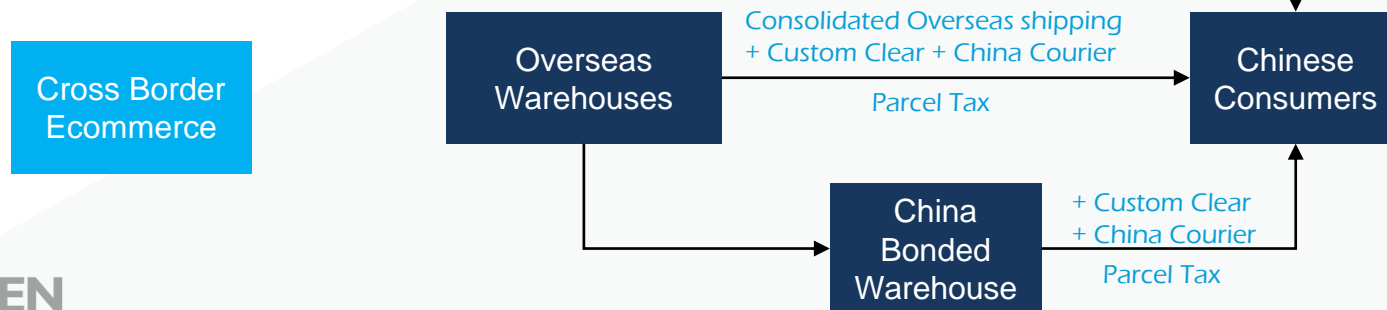 Cross Border
Ecommerce
Overseas
Warehouses
Consolidated Overseas shipping
+ Custom Clear + China Courier
Parcel Tax
Chinese
Consumers
China
Bonded
Warehouse
+ Custom Clear
+ China Courier
Parcel Tax
EN